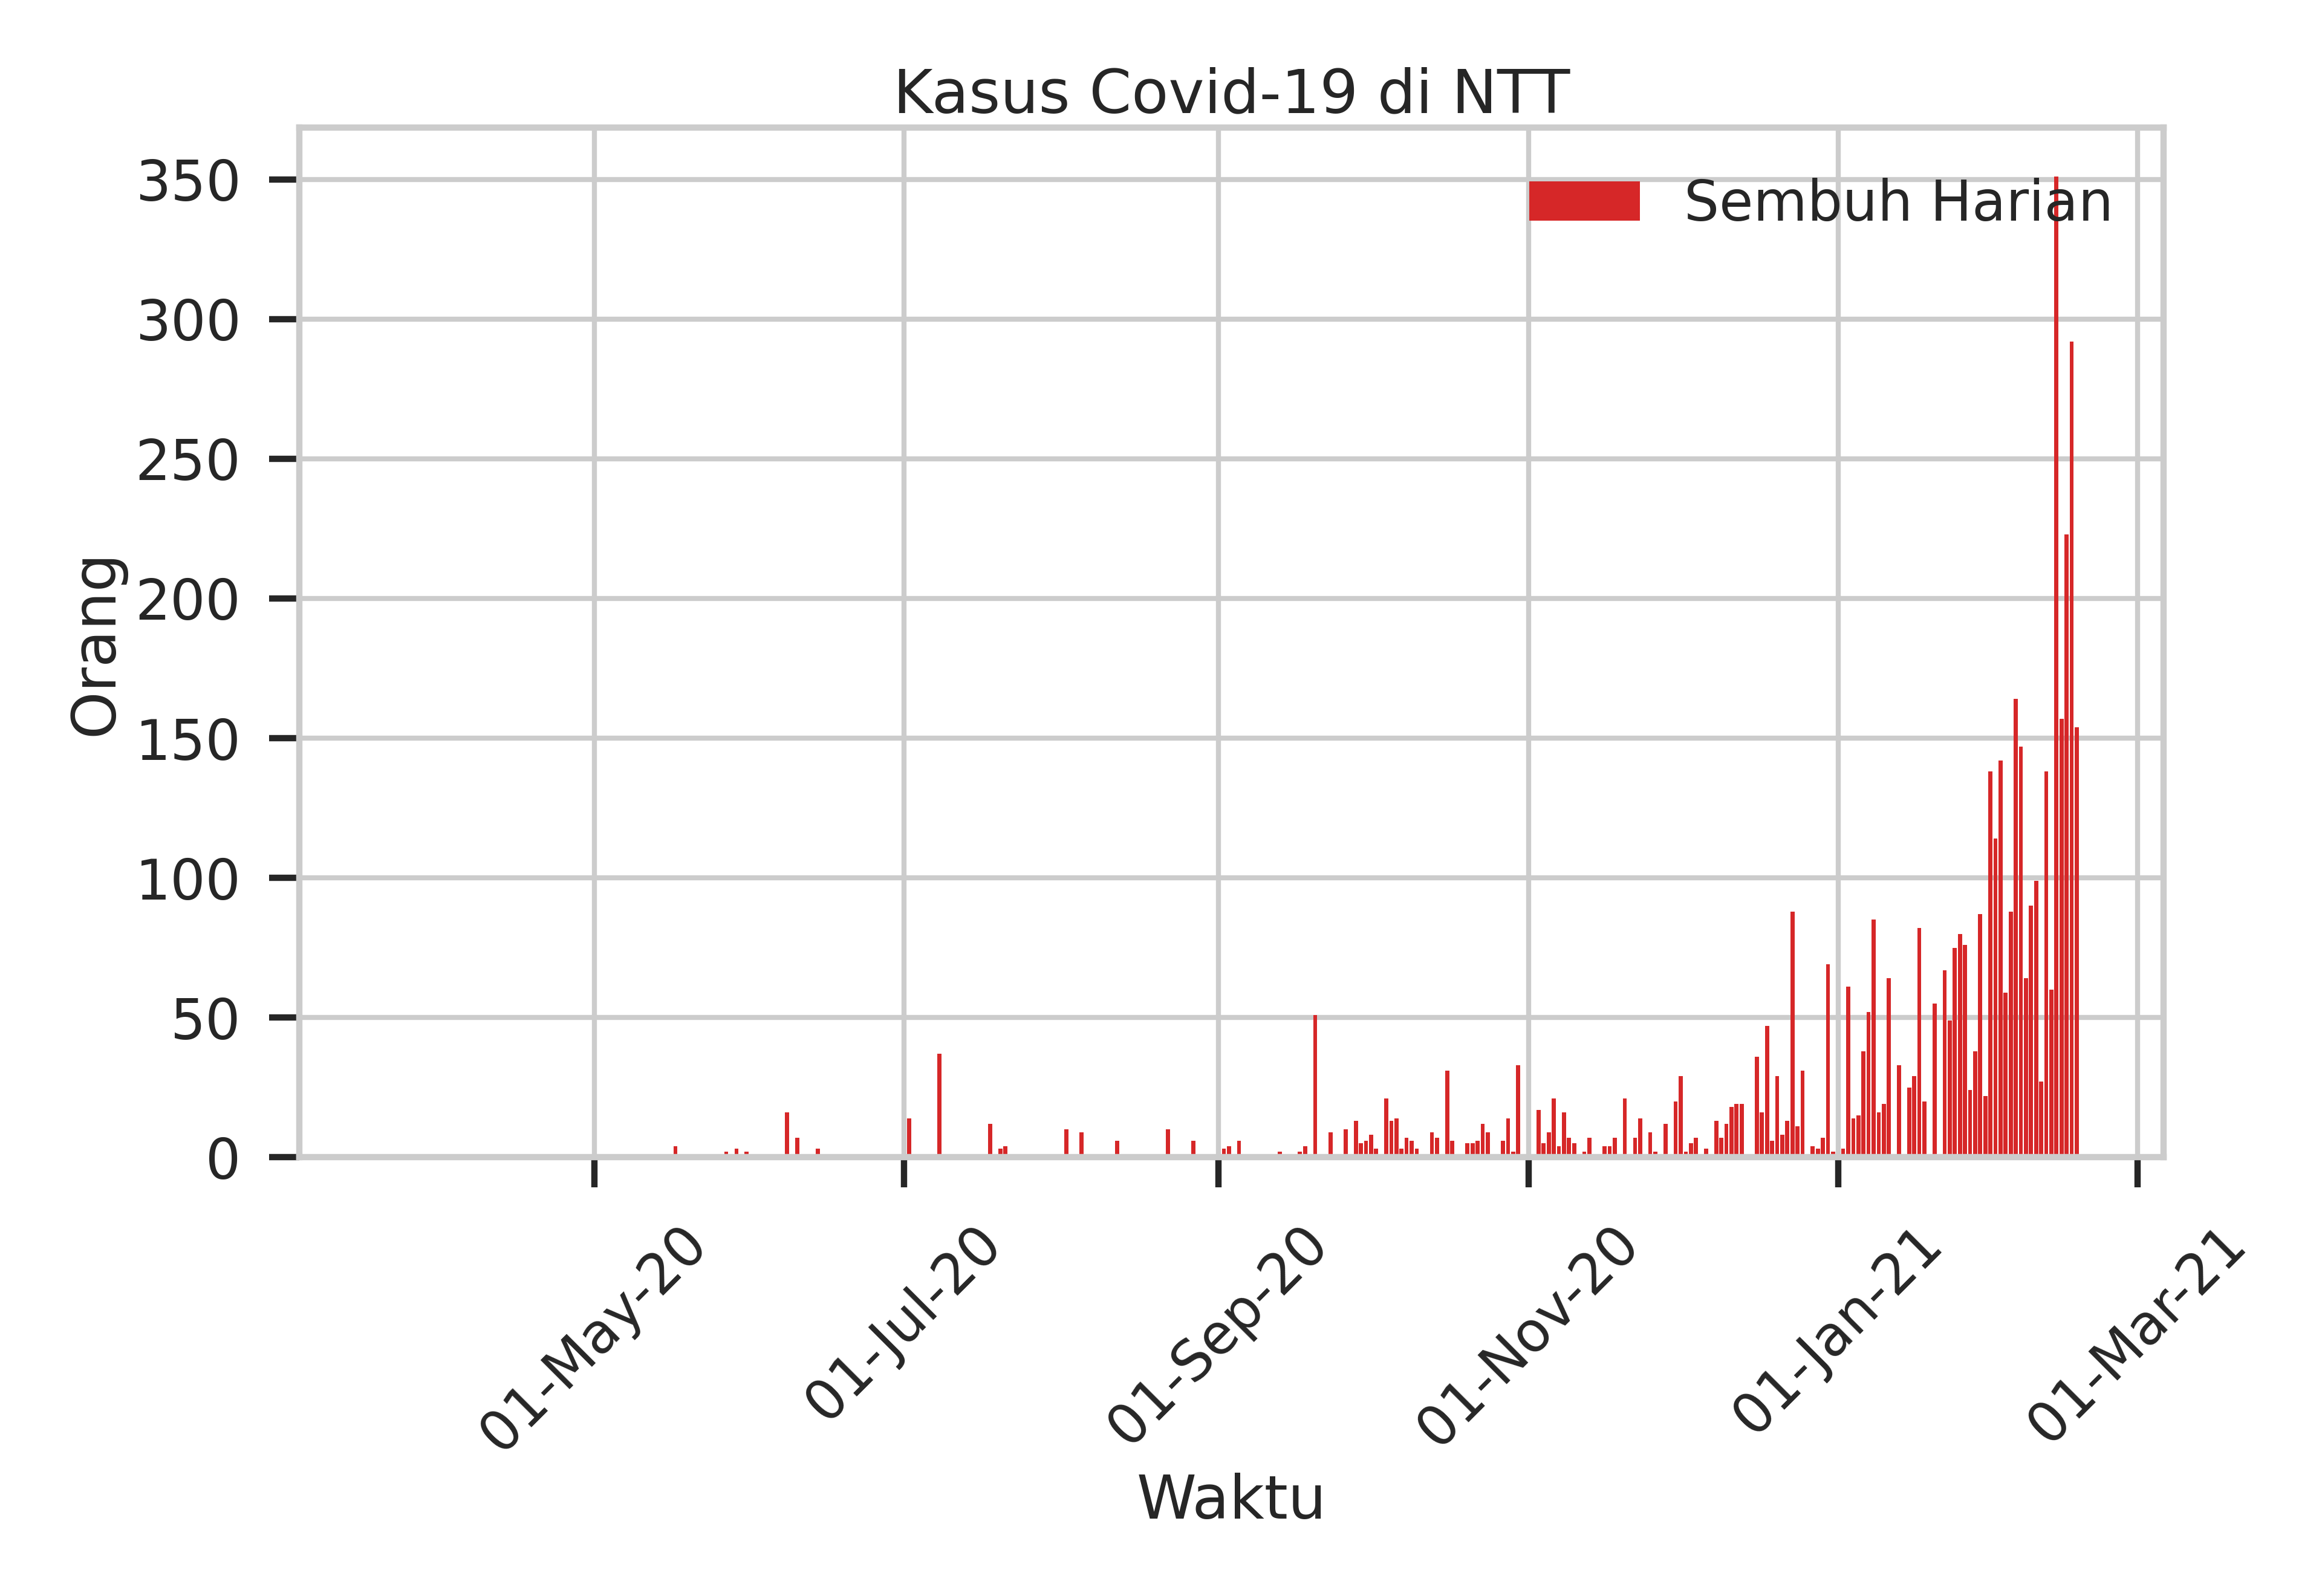 Kasus Covid-19 di NTT
Sembuh Harian
Orang
350
300
250
200
150
100
50
0
01-May-20
01-Jul-20
01-Sep-20
01-Nov-20
01-Jan-21
01-Mar-21
Waktu